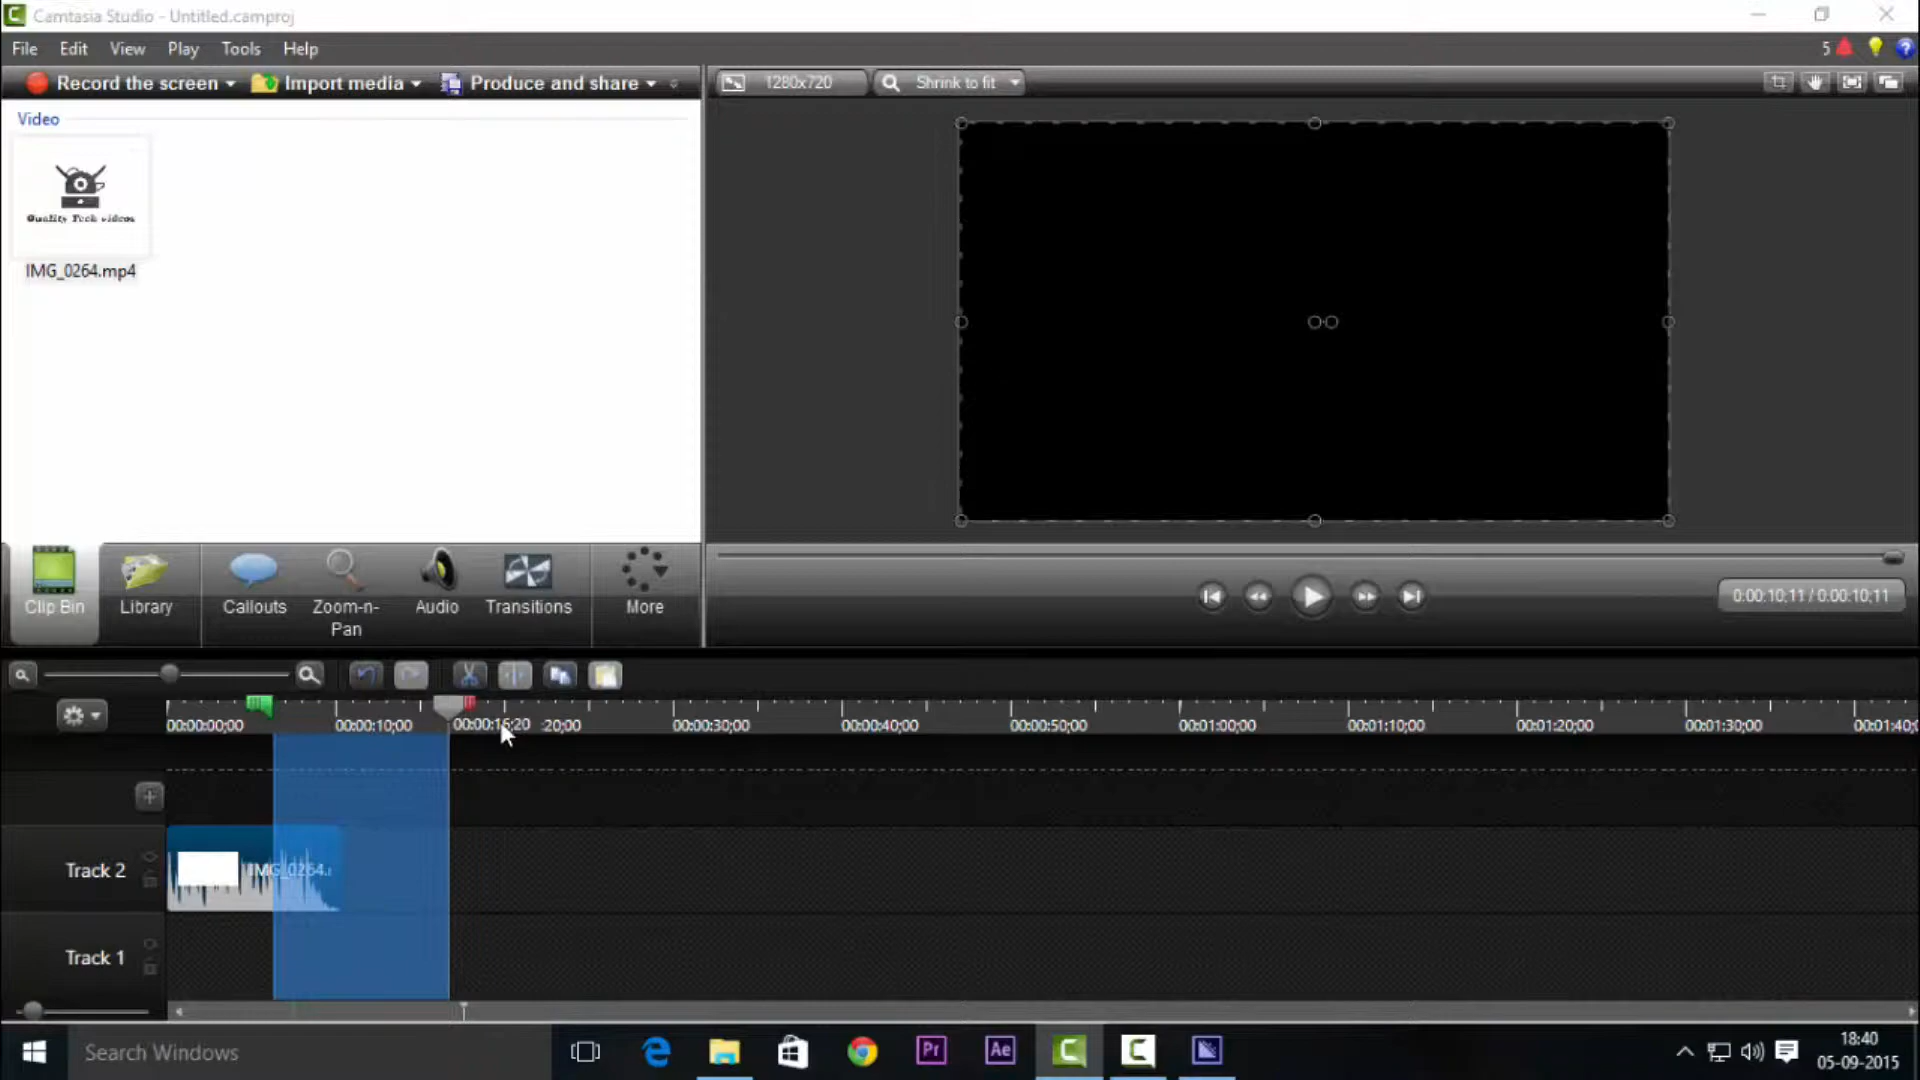 Camtasia Studio - Untitled.camproj
File Edit View Play Tools Help
5
Record the screen Import media Produce and share
1280x720 Shrink to fit
Video
Quality Tech videos
IMG_0264.mp4
Clip Bin Library Callouts Zoom-n-Pan Audio Transitions More
0:00:10;11 / 0:00:10;11
00:00:00;00 00:00:10;00 00:00:16;20 :20;00 00:00:30;00 00:00:40;00 00:00:50;00 00:01:00;00 00:01:10;00 00:01:20;00 00:01:30;00 00:01:40;
Track 2
IMG_0264.
Track 1
Search Windows
Pr Ae
18:40
05-09-2015